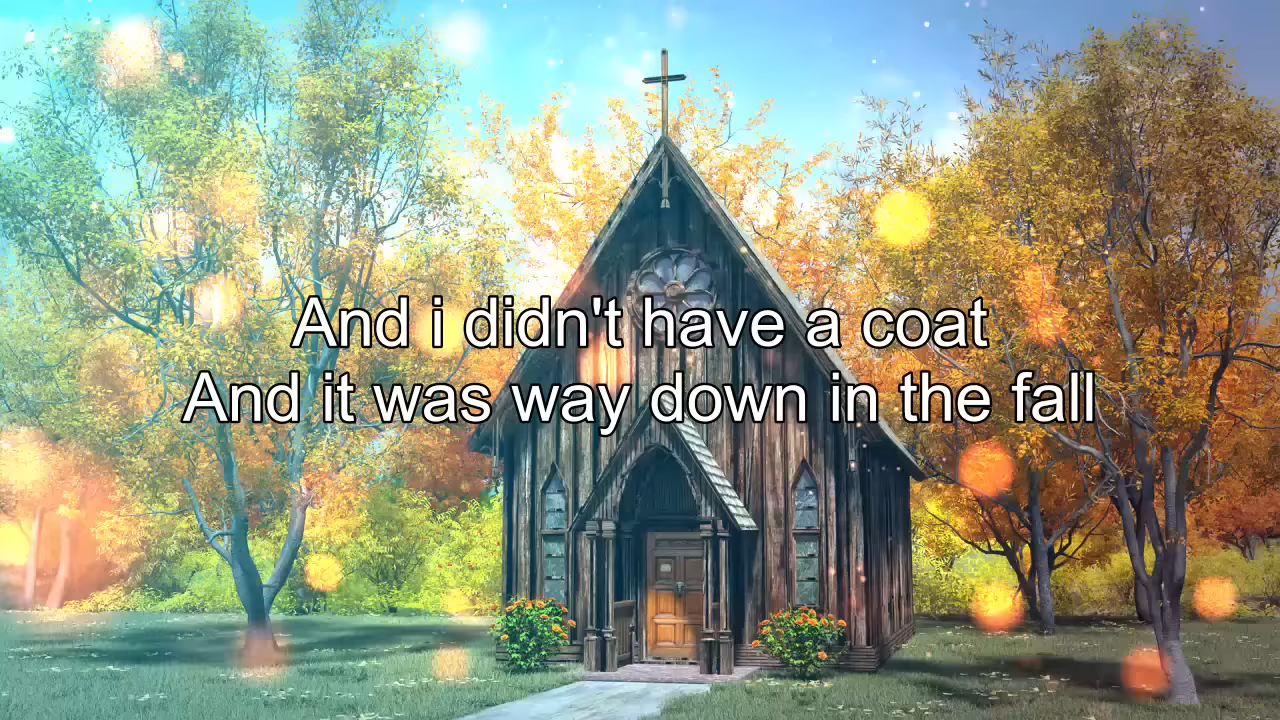 And i didn't have a coat
And it was way down in the fall